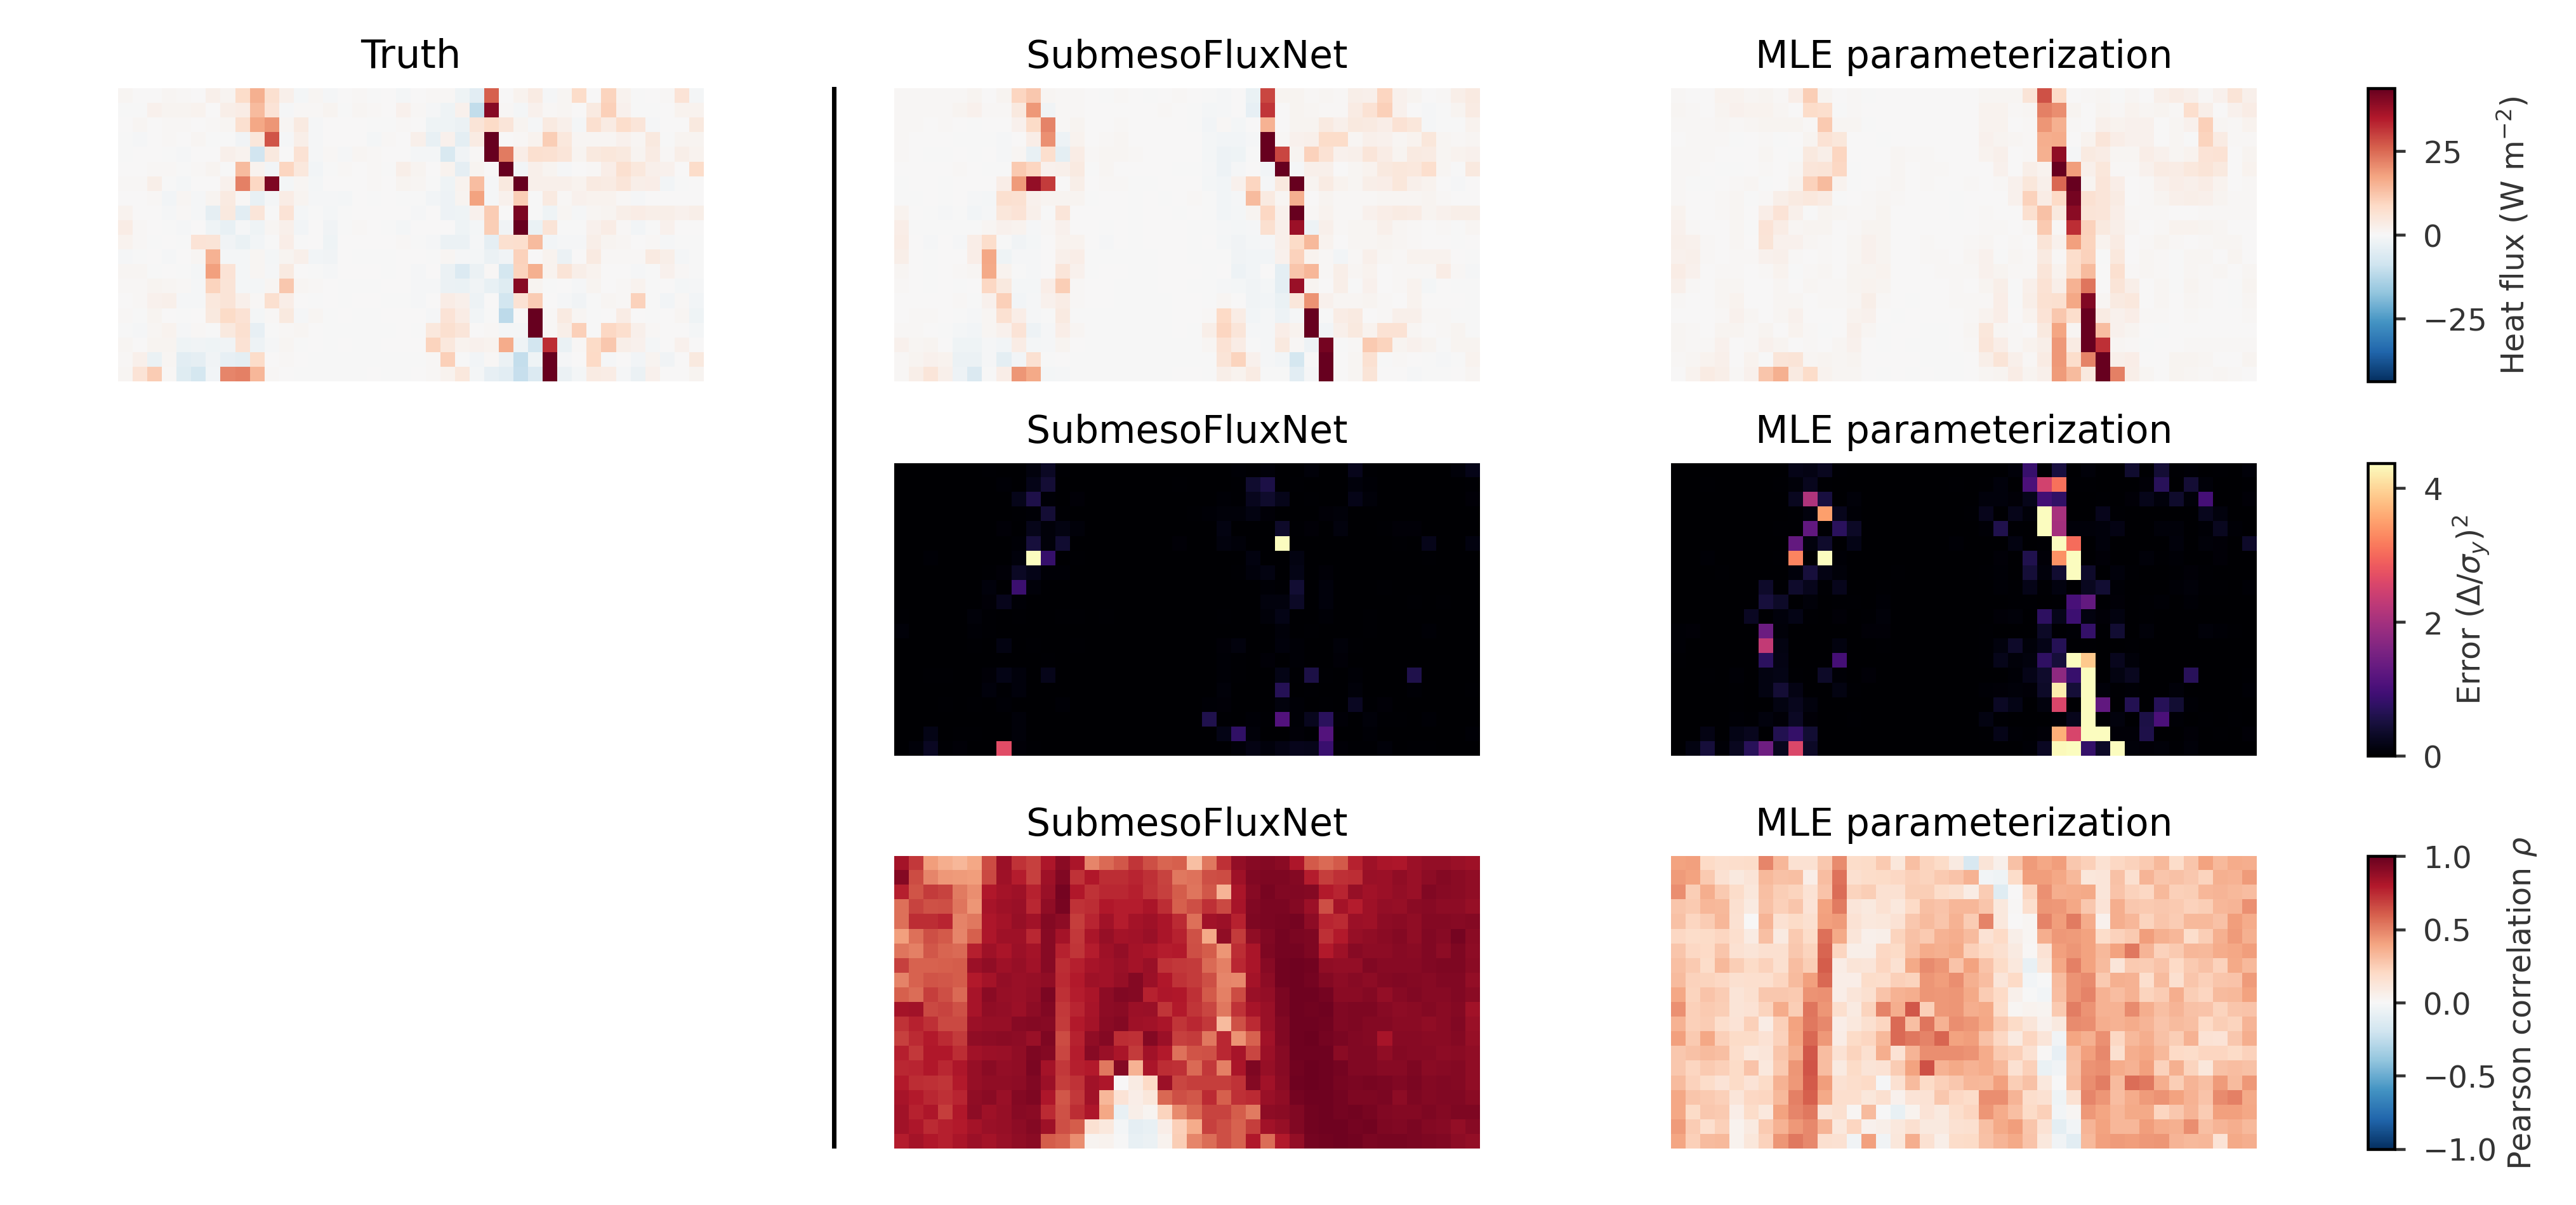 Truth
SubmesoFluxNet
MLE parameterization
25
0
−25
Heat flux (W m⁻²)
SubmesoFluxNet
MLE parameterization
4
2
0
Error (Δ/σ_y)²
SubmesoFluxNet
MLE parameterization
1.0
0.5
0.0
−0.5
−1.0
Pearson correlation ρ